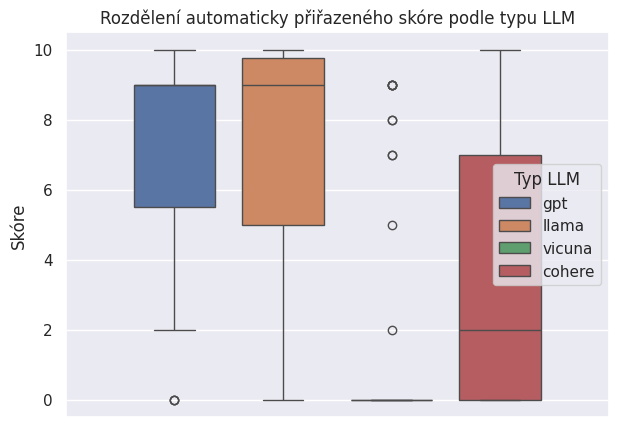 Rozdělení automaticky přiřazeného skóre podle typu LLM
10
8
6
4
2
0
Skóre
Typ LLM
gpt
llama
vicuna
cohere